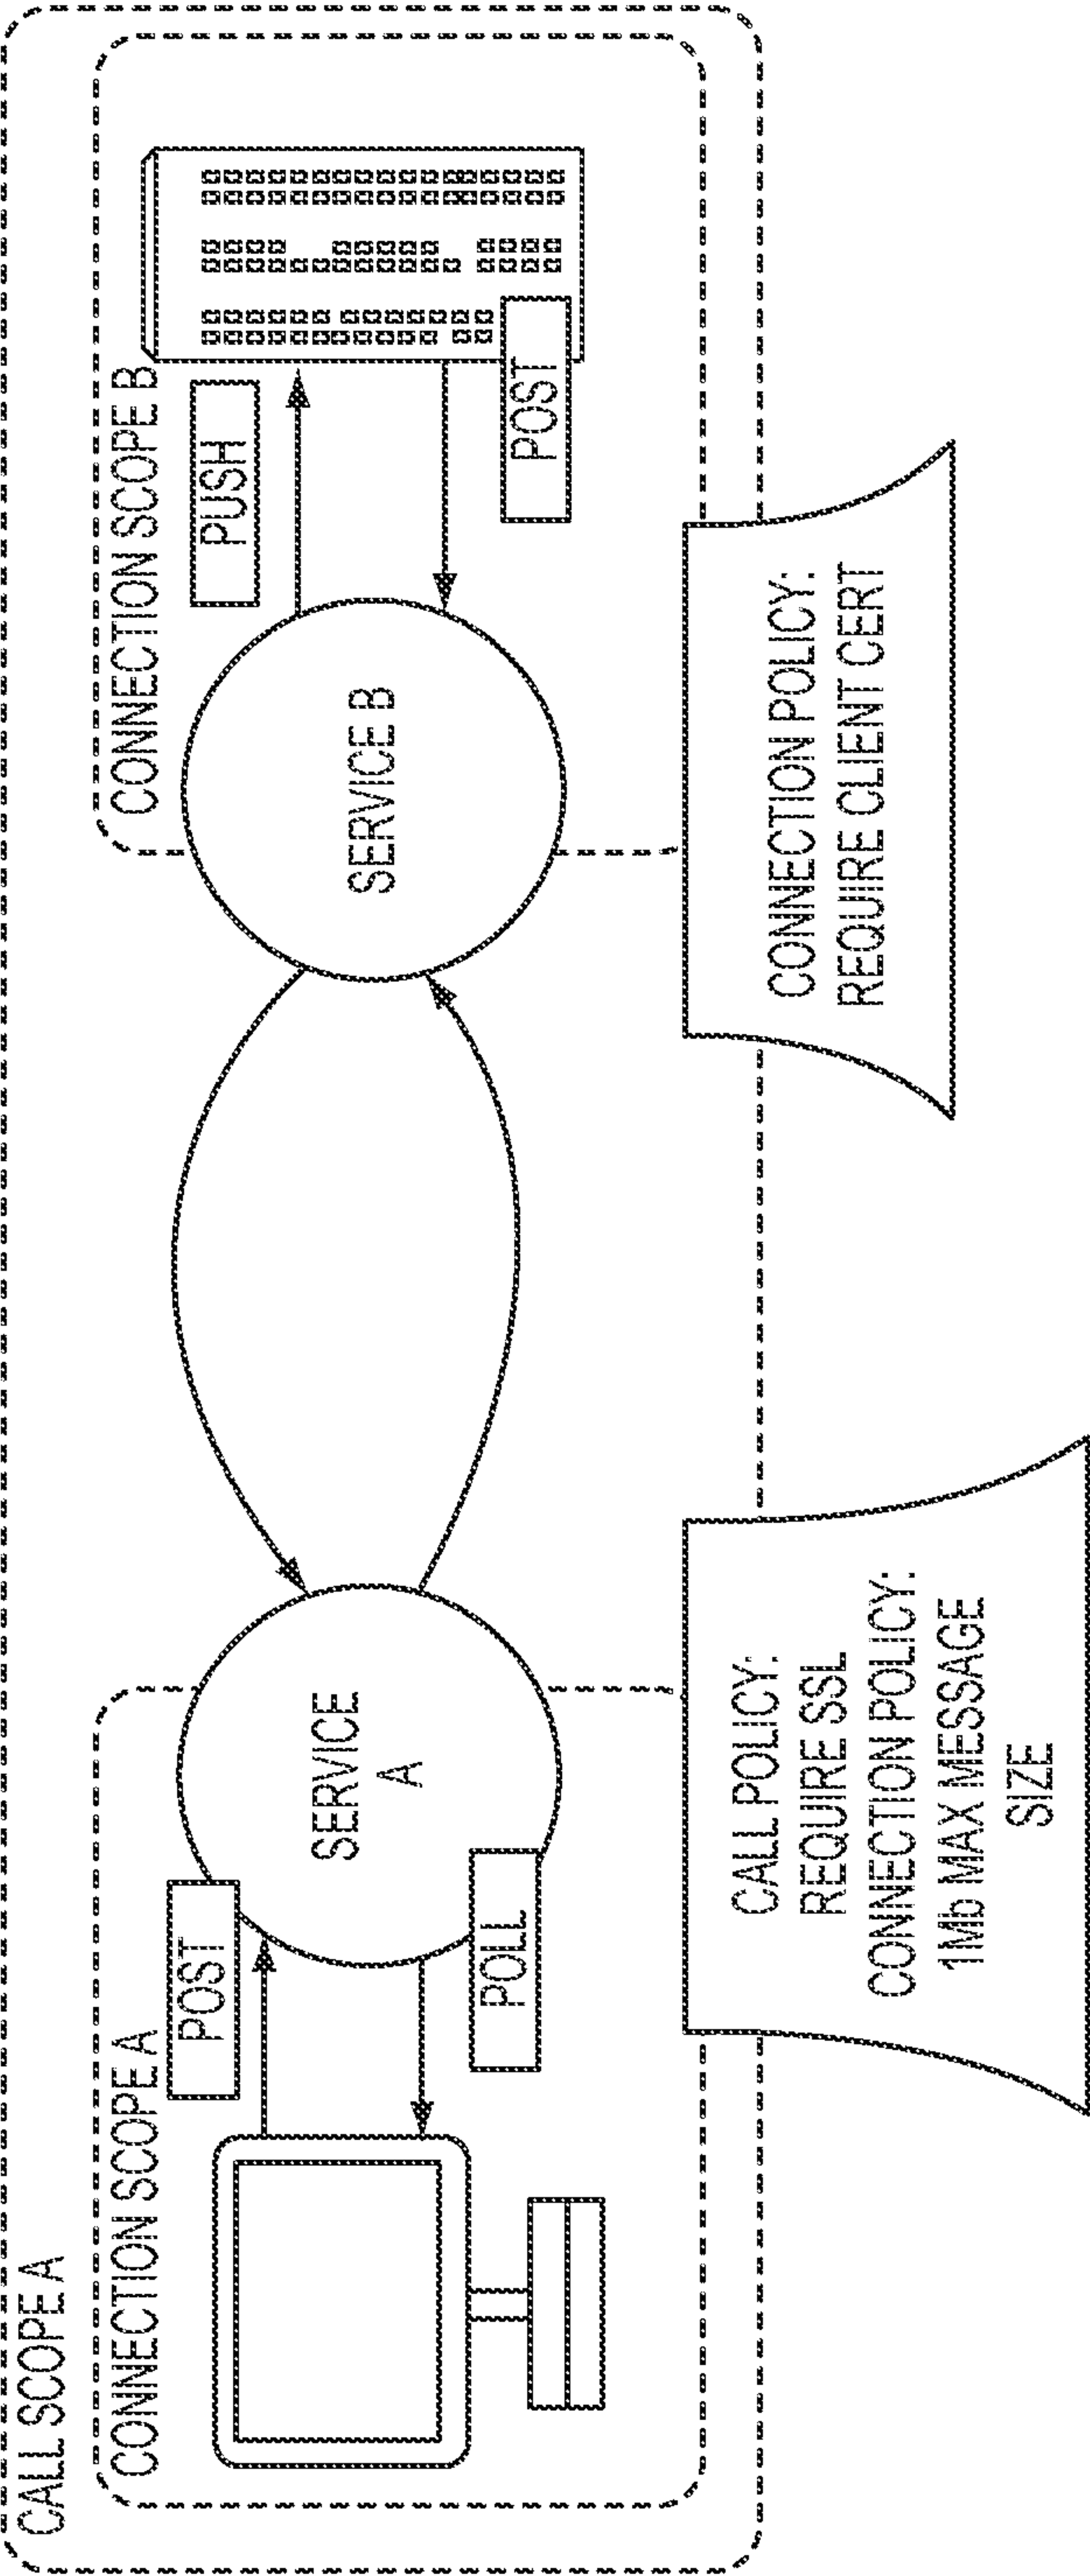 CALL SCOPE A
CONNECTION SCOPE A
POST
POLL
SERVICE
A
CONNECTION SCOPE B
SERVICE B
PUSH
POST
CALL POLICY:
REQUIRE SSL
CONNECTION POLICY:
1Mb MAX MESSAGE
SIZE
CONNECTION POLICY:
REQUIRE CLIENT CERT